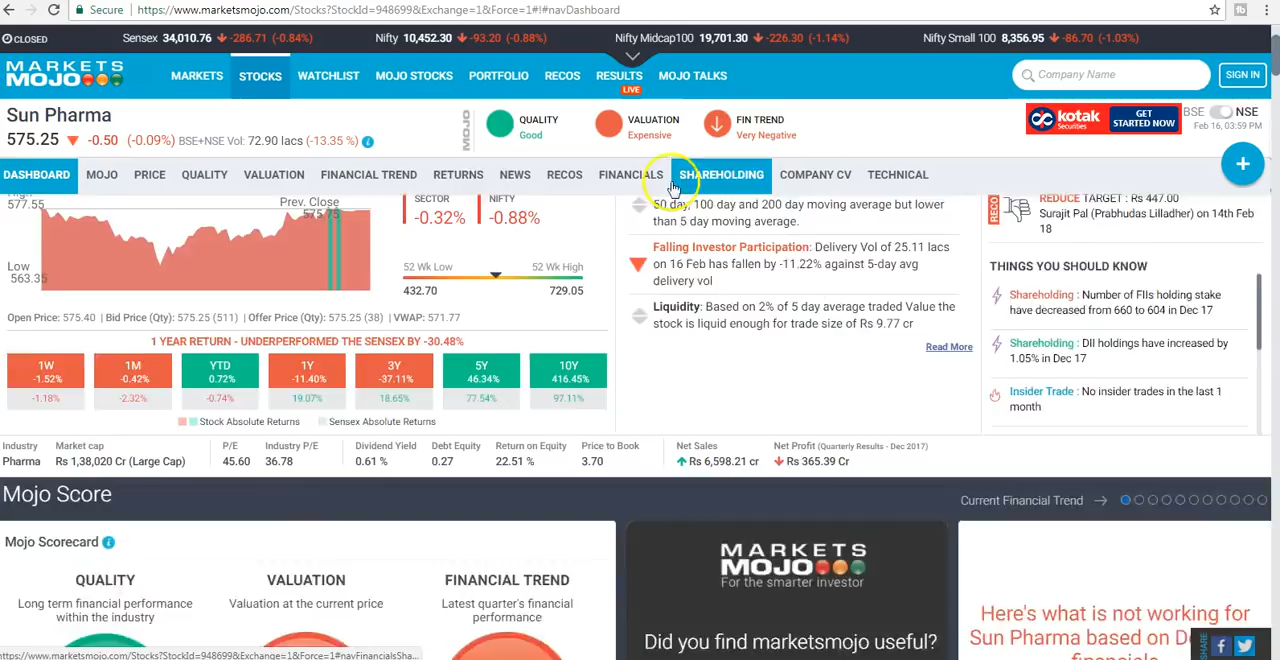 Secure
https://www.marketsmojo.com/Stocks?StockId=948699&Exchange=1&Force=1#!#navDashboard
CLOSED
Sensex 34,010.76 -286.71 (-0.84%)
Nifty 10,452.30 -93.20 (-0.88%)
Nifty Midcap100 19,701.30 -226.30 (-1.14%)
Nifty Small 100 8,356.95 -86.70 (-1.03%)
MARKETS
MOJO
MARKETS STOCKS WATCHLIST MOJO STOCKS PORTFOLIO RECOS RESULTS MOJO TALKS
LIVE
Company Name
SIGN IN
Sun Pharma
575.25 -0.50 (-0.09%) BSE+NSE Vol: 72.90 lacs (-13.35 %)
MOJO
QUALITY
Good
VALUATION
Expensive
FIN TREND
Very Negative
kotak
Securities
GET
STARTED NOW
BSE NSE
Feb 16, 03:59 PM
+
DASHBOARD MOJO PRICE QUALITY VALUATION FINANCIAL TREND RETURNS NEWS RECOS FINANCIALS SHAREHOLDING COMPANY CV TECHNICAL
High
577.55
Prev. Close
575.75
Low
563.35
SECTOR
-0.32%
NIFTY
-0.88%
52 Wk Low 52 Wk High
432.70 729.05
Open Price: 575.40 | Bid Price (Qty): 575.25 (511) | Offer Price (Qty): 575.25 (38) | VWAP: 571.77
1 YEAR RETURN - UNDERPERFORMED THE SENSEX BY -30.48%
1W 1M YTD 1Y 3Y 5Y 10Y
-1.52% -0.42% 0.72% -11.40% -37.11% 46.34% 416.45%
-1.18% -2.32% -0.74% 19.07% 18.65% 77.54% 97.11%
Stock Absolute Returns Sensex Absolute Returns
50 day, 100 day and 200 day moving average but lower
than 5 day moving average.
Falling Investor Participation: Delivery Vol of 25.11 lacs
on 16 Feb has fallen by -11.22% against 5-day avg
delivery vol
Liquidity: Based on 2% of 5 day average traded Value the
stock is liquid enough for trade size of Rs 9.77 cr
Read More
RECO
REDUCE TARGET : Rs 447.00
Surajit Pal (Prabhudas Lilladher) on 14th Feb
18
THINGS YOU SHOULD KNOW
Shareholding : Number of FIIs holding stake
have decreased from 660 to 604 in Dec 17
Shareholding : DII holdings have increased by
1.05% in Dec 17
Insider Trade : No insider trades in the last 1
month
Industry Market cap P/E Industry P/E Dividend Yield Debt Equity Return on Equity Price to Book Net Sales Net Profit (Quarterly Results - Dec 2017)
Pharma Rs 1,38,020 Cr (Large Cap) 45.60 36.78 0.61 % 0.27 22.51 % 3.70 Rs 6,598.21 cr Rs 365.39 Cr
Mojo Score
Current Financial Trend
Mojo Scorecard
QUALITY
Long term financial performance
within the industry
VALUATION
Valuation at the current price
FINANCIAL TREND
Latest quarter's financial
performance
MARKETS
MOJO
For the smarter investor
Did you find marketsmojo useful?
Here's what is not working for
Sun Pharma based on
financials
SHARE:
https://www.marketsmojo.com/Stocks?StockId=948699&Exchange=1&Force=1#navFinancialsSha...